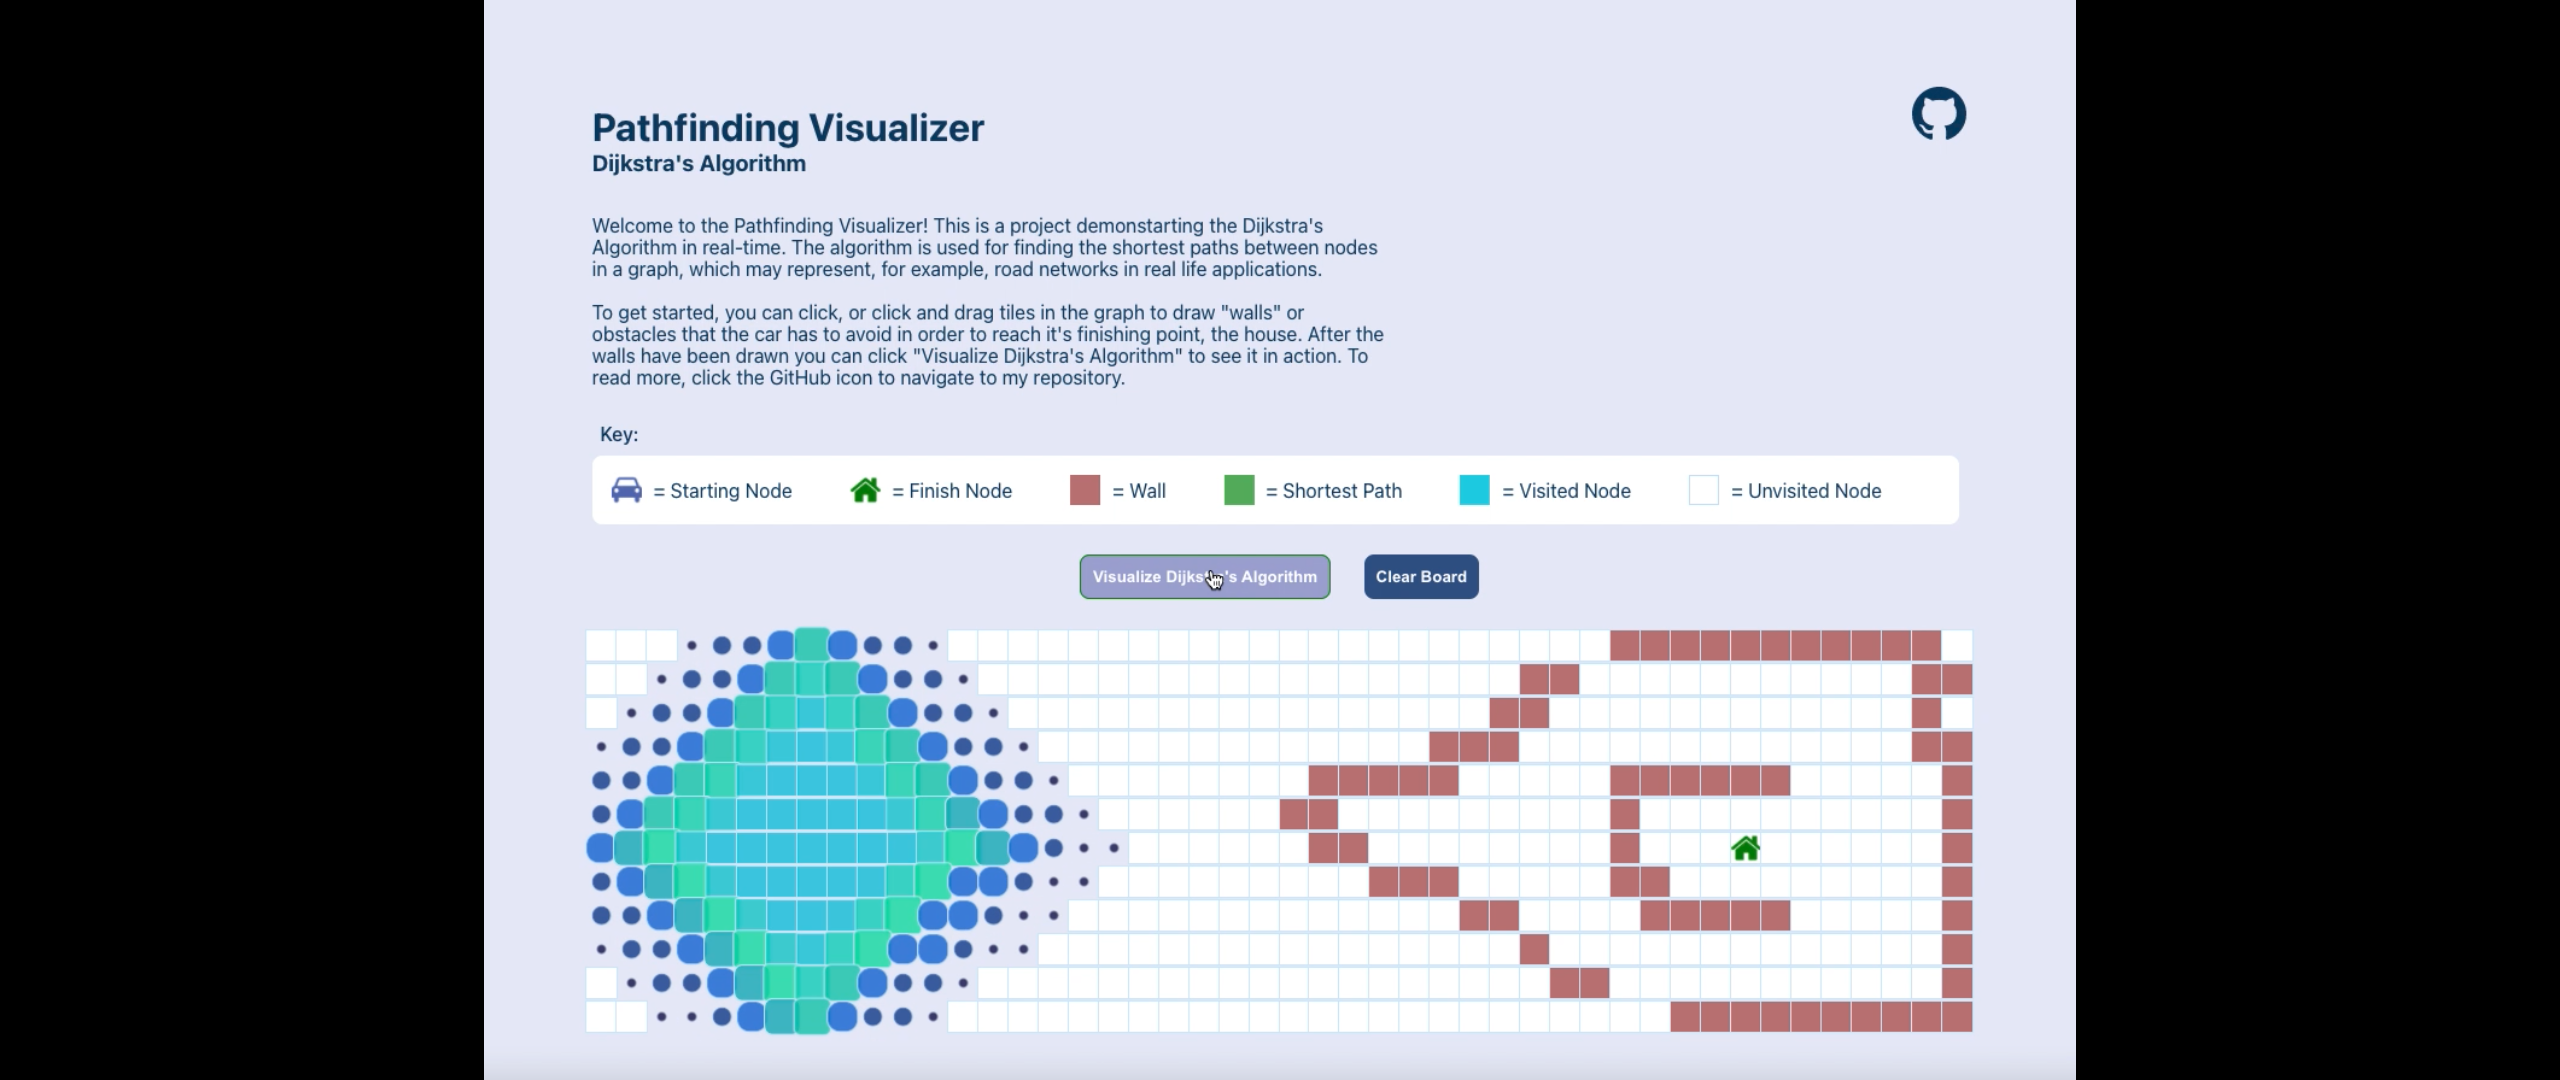 Pathfinding Visualizer
Dijkstra's Algorithm
Welcome to the Pathfinding Visualizer! This is a project demonstarting the Dijkstra's
Algorithm in real-time. The algorithm is used for finding the shortest paths between nodes
in a graph, which may represent, for example, road networks in real life applications.
To get started, you can click, or click and drag tiles in the graph to draw "walls" or
obstacles that the car has to avoid in order to reach it's finishing point, the house. After the
walls have been drawn you can click "Visualize Dijkstra's Algorithm" to see it in action. To
read more, click the GitHub icon to navigate to my repository.
Key:
= Starting Node = Finish Node = Wall = Shortest Path = Visited Node = Unvisited Node
Visualize Dijkstra's Algorithm Clear Board